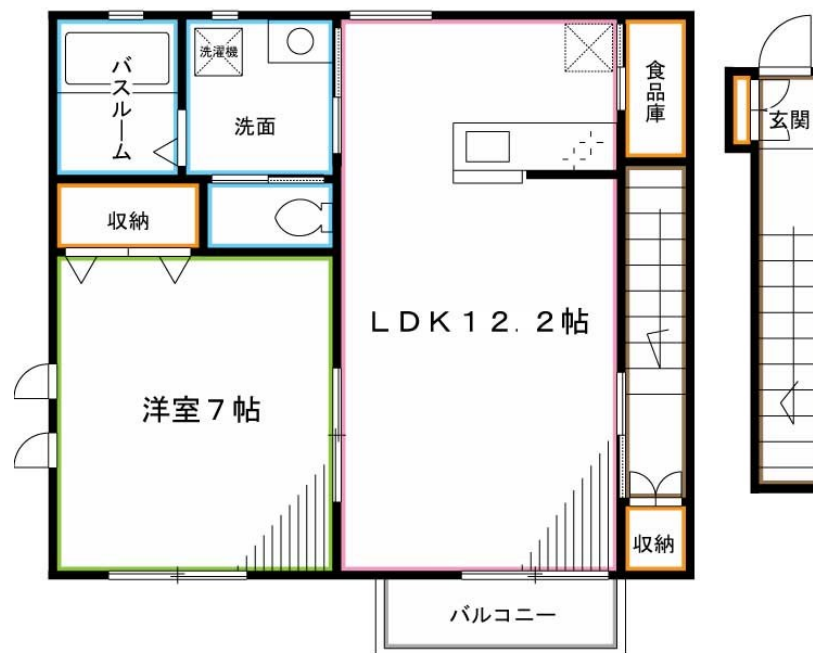 洗濯機
バスルーム
洗面
食品庫
玄関
収納
LDK12.2帖
洋室7帖
収納
バルコニー